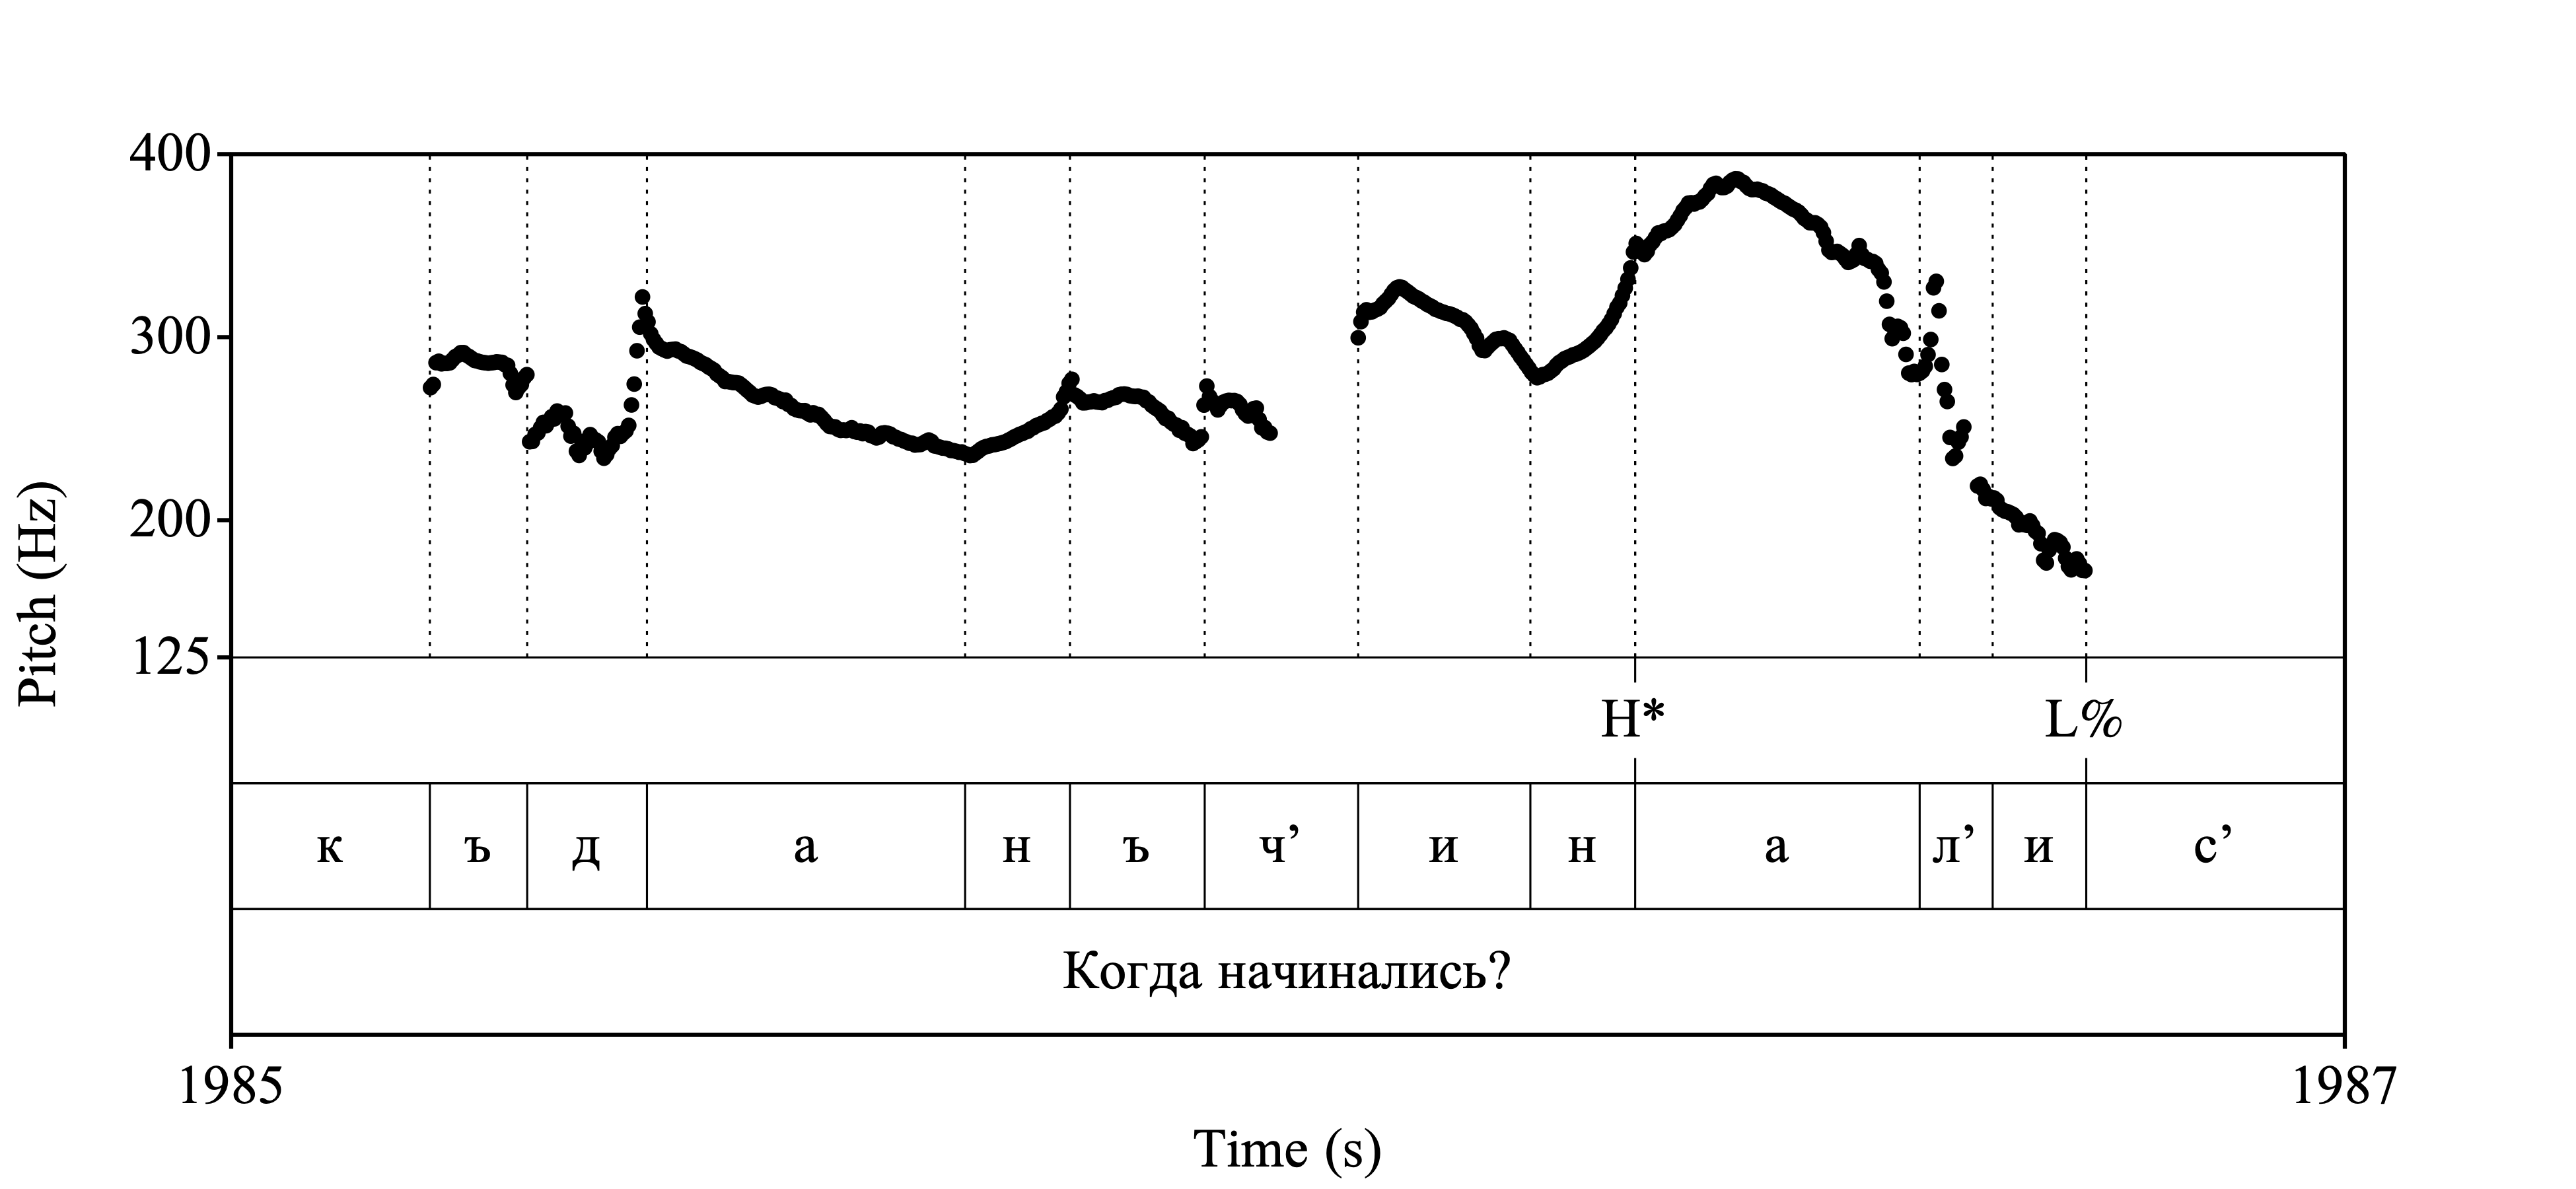 400
300
200
125
Pitch (Hz)
H* L%
к ъ д а н ъ ч’ и н а л’ и с’
Когда начинались?
1985 1987
Time (s)